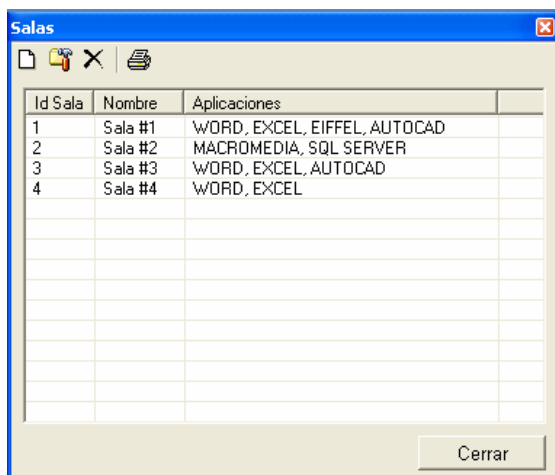 Salas
Id Sala Nombre Aplicaciones
1 Sala #1 WORD, EXCEL, EIFFEL, AUTOCAD
2 Sala #2 MACROMEDIA, SQL SERVER
3 Sala #3 WORD, EXCEL, AUTOCAD
4 Sala #4 WORD, EXCEL
Cerrar